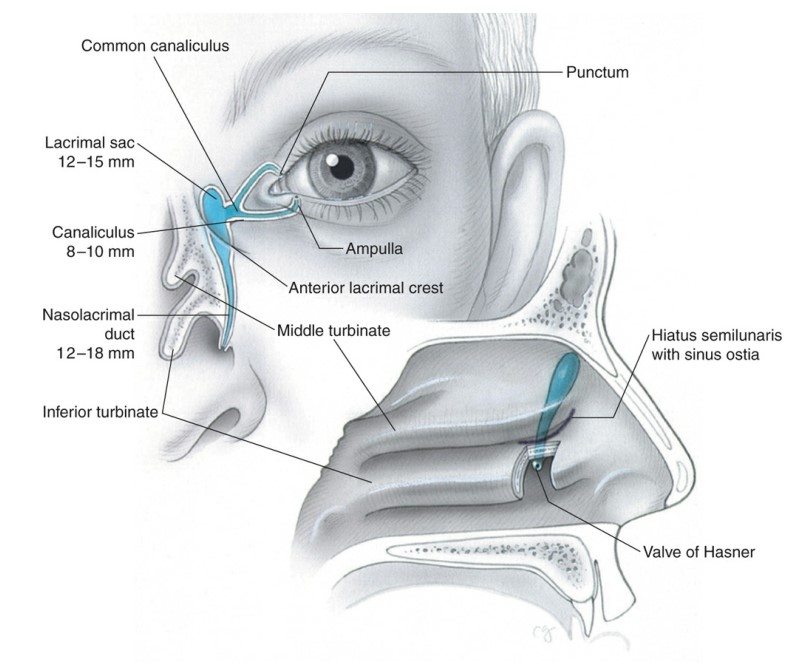 Common canaliculus
Punctum
Lacrimal sac
12–15 mm
Canaliculus
8–10 mm
Ampulla
Anterior lacrimal crest
Nasolacrimal
duct
12–18 mm
Middle turbinate
Hiatus semilunaris
with sinus ostia
Inferior turbinate
Valve of Hasner